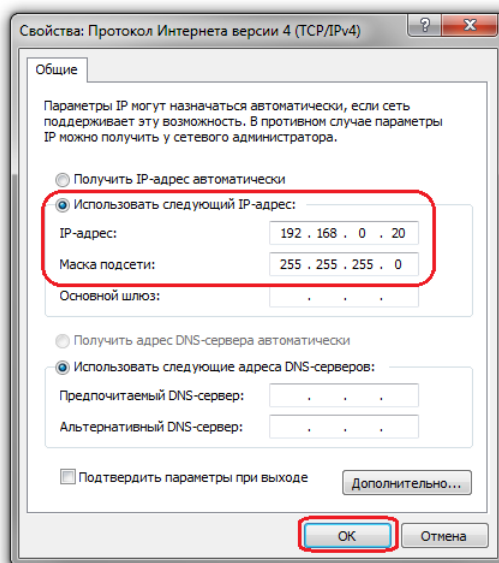 Свойства: Протокол Интернета версии 4 (TCP/IPv4)
Общие
Параметры IP могут назначаться автоматически, если сеть
поддерживает эту возможность. В противном случае параметры
IP можно получить у сетевого администратора.
Получить IP-адрес автоматически
Использовать следующий IP-адрес:
IP-адрес: 192 . 168 . 0 . 20
Маска подсети: 255 . 255 . 255 . 0
Основной шлюз: . . .
Получить адрес DNS-сервера автоматически
Использовать следующие адреса DNS-серверов:
Предпочитаемый DNS-сервер: . . .
Альтернативный DNS-сервер: . . .
Подтвердить параметры при выходе
Дополнительно...
ОК Отмена